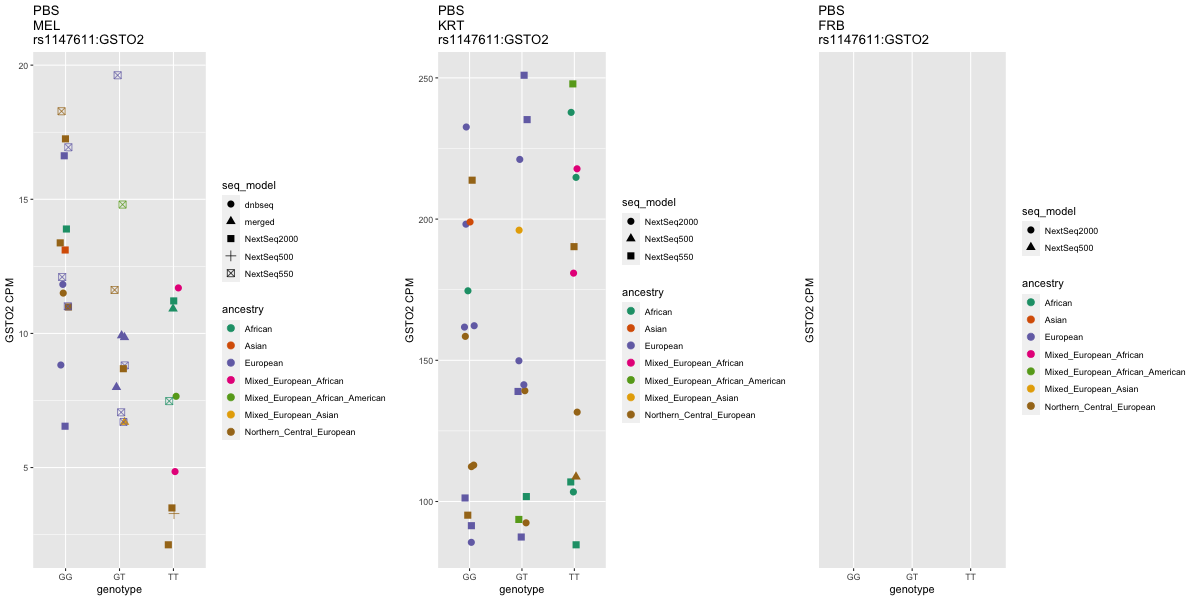 PBS
MEL
rs1147611:GSTO2
GSTO2 CPM
20
15
10
5
GG
GT
TT
genotype
seq_model
dnbseq
merged
NextSeq2000
NextSeq500
NextSeq550
ancestry
African
Asian
European
Mixed_European_African
Mixed_European_African_American
Mixed_European_Asian
Northern_Central_European
PBS
KRT
rs1147611:GSTO2
GSTO2 CPM
250
200
150
100
GG
GT
TT
genotype
seq_model
NextSeq2000
NextSeq500
NextSeq550
ancestry
African
Asian
European
Mixed_European_African
Mixed_European_African_American
Mixed_European_Asian
Northern_Central_European
PBS
FRB
rs1147611:GSTO2
GSTO2 CPM
GG
GT
TT
genotype
seq_model
NextSeq2000
NextSeq500
ancestry
African
Asian
European
Mixed_European_African
Mixed_European_African_American
Mixed_European_Asian
Northern_Central_European